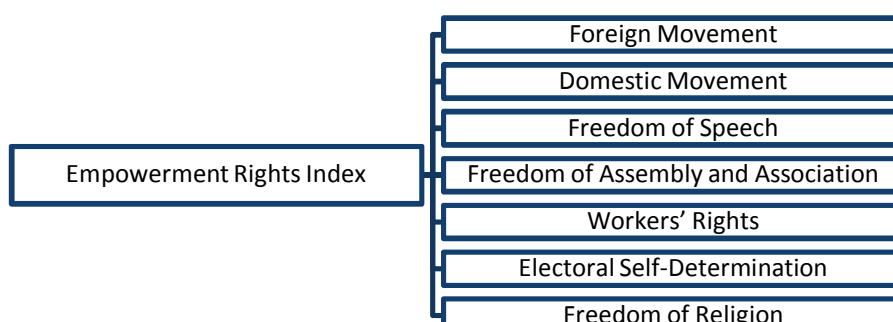 Foreign Movement
Domestic Movement
Freedom of Speech
Empowerment Rights Index
Freedom of Assembly and Association
Workers’ Rights
Electoral Self-Determination
Freedom of Religion